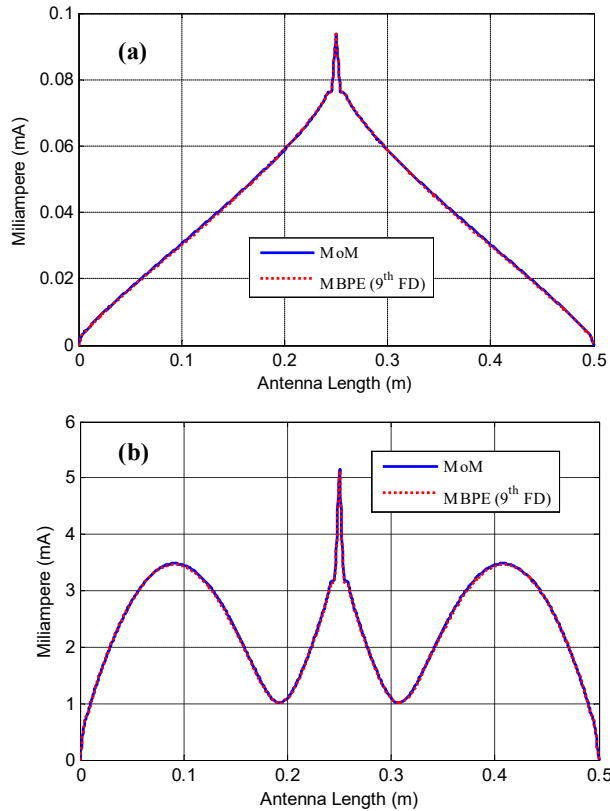 0.1
(a)
0.08
0.06
0.04
0.02
0
Miliampere (mA)
MoM
MBPE (9th FD)
0 0.1 0.2 0.3 0.4 0.5
Antenna Length (m)
6
(b)
5
4
3
2
1
0
Miliampere (mA)
MoM
MBPE (9th FD)
0 0.1 0.2 0.3 0.4 0.5
Antenna Length (m)